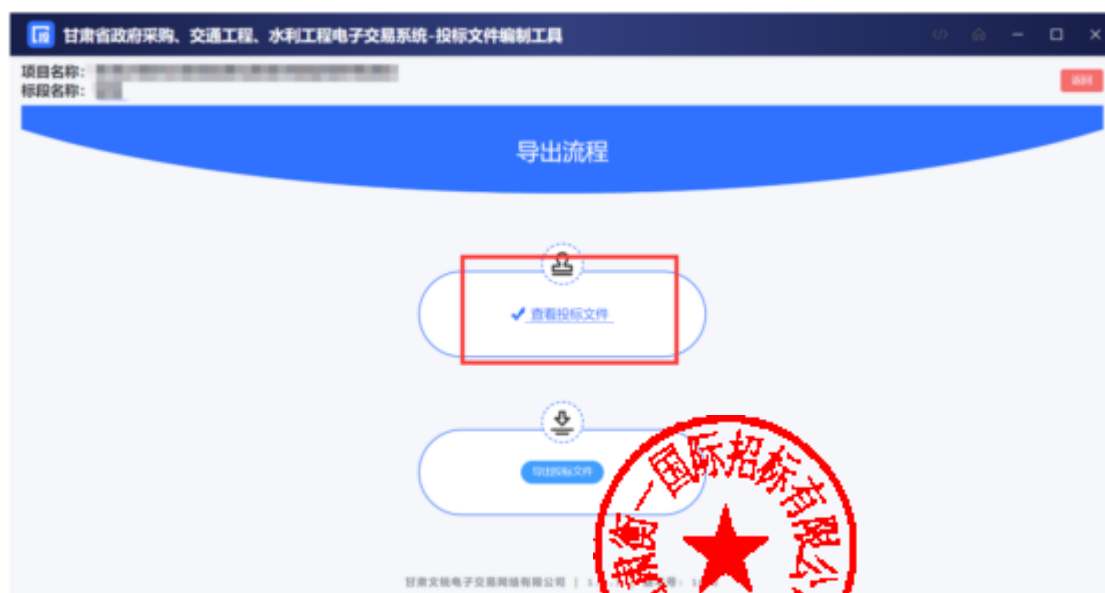 投 甘肃省政府采购、交通工程、水利工程电子交易系统-投标文件编制工具
项目名称：
标段名称：
返回
导出流程
查看投标文件
导出投标文件
肃衡一国际招标有限公
甘肃文锐电子交易网络有限公司 |